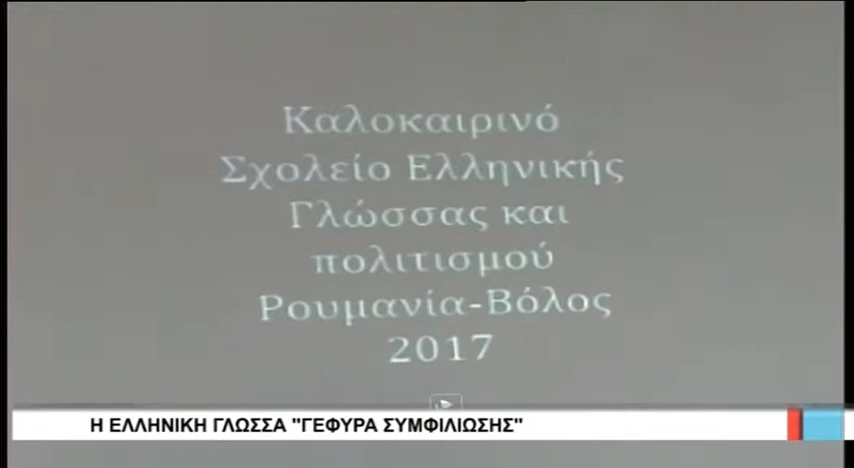 Καλοκαιρινό
Σχολείο Ελληνικής
Γλώσσας και
πολιτισμού
Ρουμανία-Βόλος
2017
Η ΕΛΛΗΝΙΚΗ ΓΛΩΣΣΑ "ΓΕΦΥΡΑ ΣΥΜΦΙΛΙΩΣΗΣ"